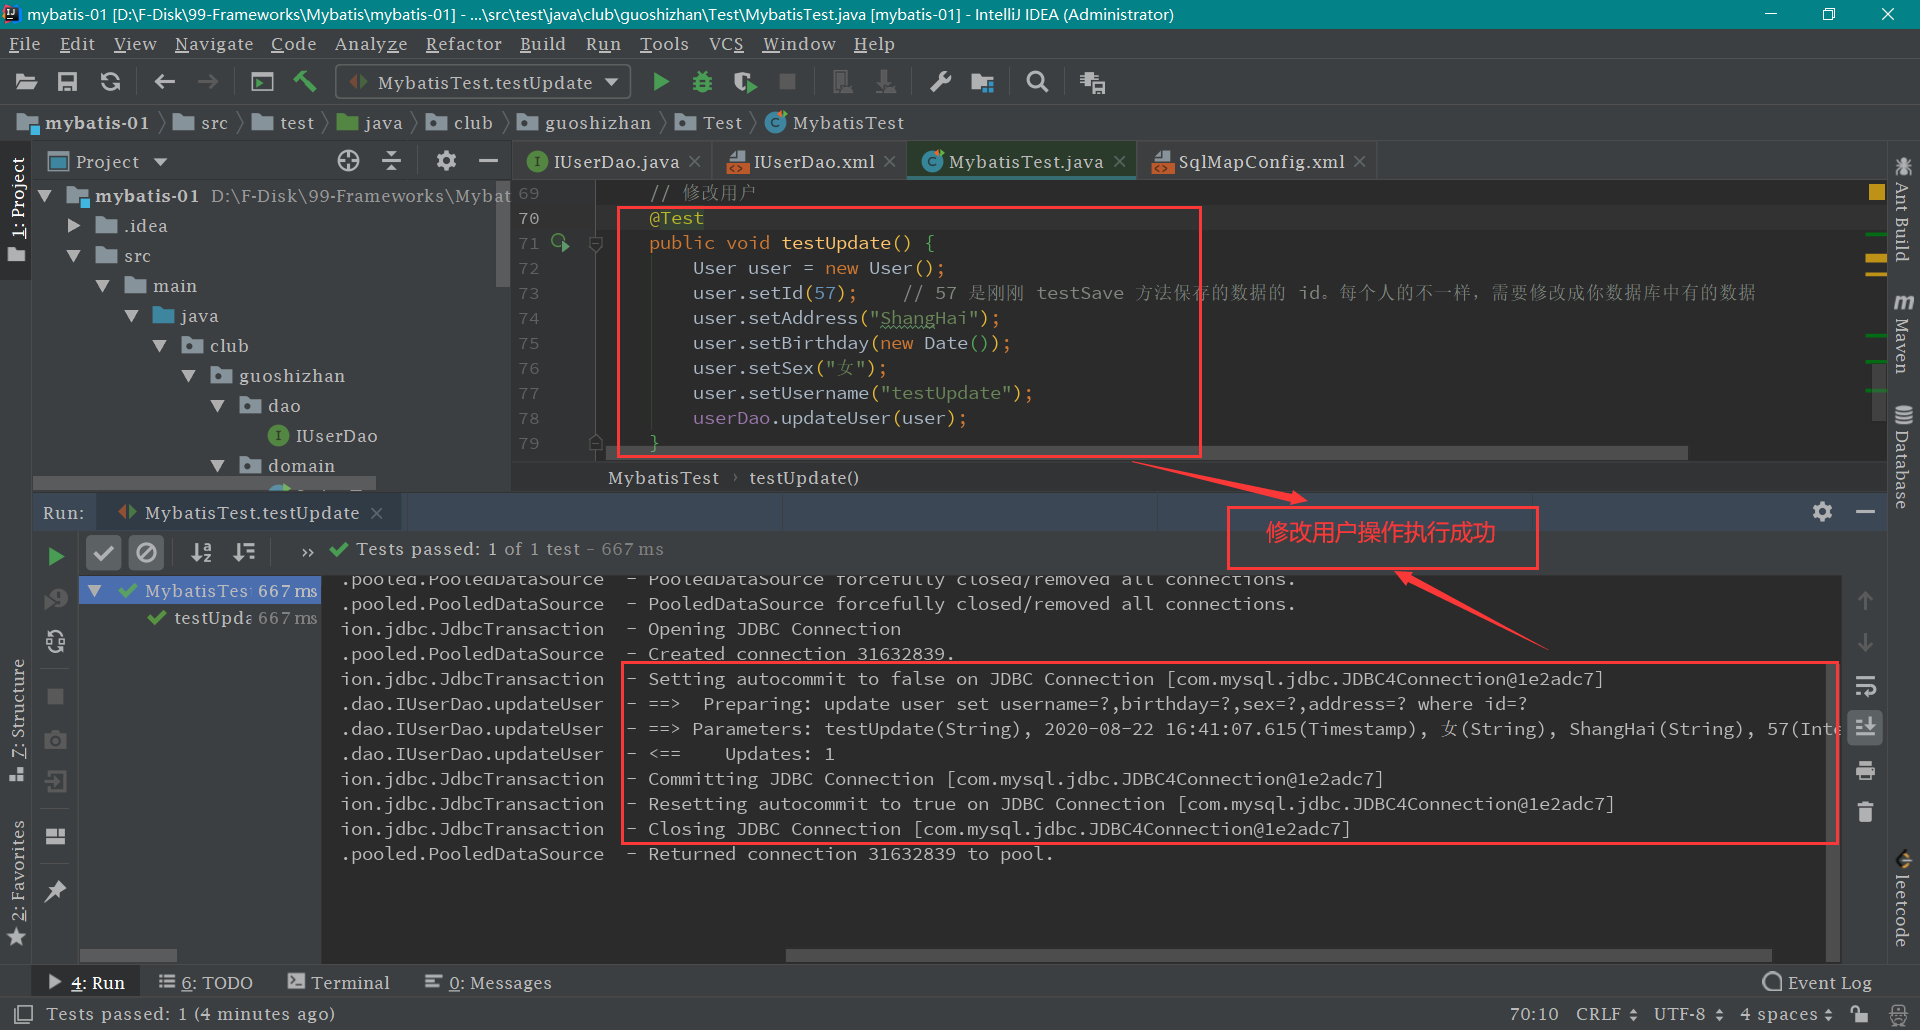 mybatis-01 [D:\F-Disk\99-Frameworks\Mybatis\mybatis-01] - ...\src\test\java\club\guoshizhan\Test\MybatisTest.java [mybatis-01] - IntelliJ IDEA (Administrator)
File Edit View Navigate Code Analyze Refactor Build Run Tools VCS Window Help
MybatisTest.testUpdate
mybatis-01 src test java club guoshizhan Test MybatisTest
1: Project
Project
IUserDao.java IUserDao.xml MybatisTest.java SqlMapConfig.xml
mybatis-01 D:\F-Disk\99-Frameworks\Mybat
.idea
src
main
java
club
guoshizhan
dao
IUserDao
domain
69 // 修改用户
70 @Test
71 public void testUpdate() {
72 User user = new User();
73 user.setId(57); // 57 是刚刚 testSave 方法保存的数据的 id。每个人的不一样，需要修改成你数据库中有的数据
74 user.setAddress("ShangHai");
75 user.setBirthday(new Date());
76 user.setSex("女");
77 user.setUsername("testUpdate");
78 userDao.updateUser(user);
79 }
MybatisTest › testUpdate()
Ant Build
Maven
Database
leetcode
Run: MybatisTest.testUpdate
修改用户操作执行成功
» Tests passed: 1 of 1 test – 667 ms
MybatisTes 667 ms
testUpda 667 ms
.pooled.PooledDataSource - PooledDataSource forcefully closed/removed all connections.
.pooled.PooledDataSource - PooledDataSource forcefully closed/removed all connections.
ion.jdbc.JdbcTransaction - Opening JDBC Connection
.pooled.PooledDataSource - Created connection 31632839.
ion.jdbc.JdbcTransaction - Setting autocommit to false on JDBC Connection [com.mysql.jdbc.JDBC4Connection@1e2adc7]
.dao.IUserDao.updateUser - ==> Preparing: update user set username=?,birthday=?,sex=?,address=? where id=?
.dao.IUserDao.updateUser - ==> Parameters: testUpdate(String), 2020-08-22 16:41:07.615(Timestamp), 女(String), ShangHai(String), 57(Inte
.dao.IUserDao.updateUser - <== Updates: 1
ion.jdbc.JdbcTransaction - Committing JDBC Connection [com.mysql.jdbc.JDBC4Connection@1e2adc7]
ion.jdbc.JdbcTransaction - Resetting autocommit to true on JDBC Connection [com.mysql.jdbc.JDBC4Connection@1e2adc7]
ion.jdbc.JdbcTransaction - Closing JDBC Connection [com.mysql.jdbc.JDBC4Connection@1e2adc7]
.pooled.PooledDataSource - Returned connection 31632839 to pool.
7: Structure
2: Favorites
4: Run 6: TODO Terminal 0: Messages Event Log
Tests passed: 1 (4 minutes ago) 70:10 CRLF UTF-8 4 spaces